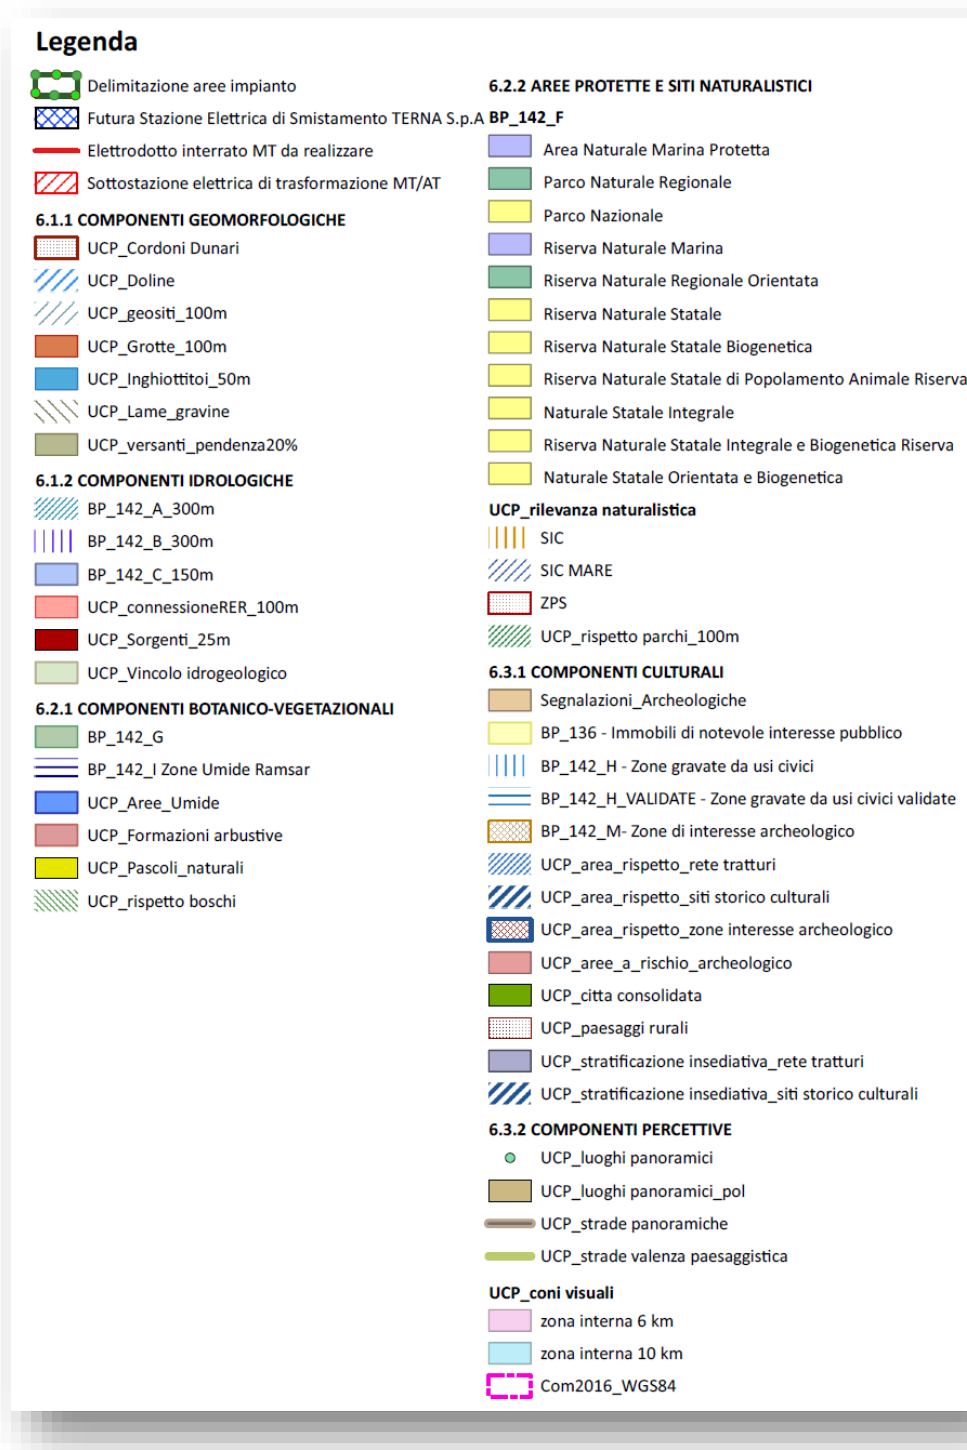 Legenda
Delimitazione aree impianto
Futura Stazione Elettrica di Smistamento TERNA S.p.A
Elettrodotto interrato MT da realizzare
Sottostazione elettrica di trasformazione MT/AT
6.1.1 COMPONENTI GEOMORFOLOGICHE
UCP_Cordoni Dunari
UCP_Doline
UCP_geositi_100m
UCP_Grotte_100m
UCP_Inghiottitoi_50m
UCP_Lame_gravine
UCP_versanti_pendenza20%
6.1.2 COMPONENTI IDROLOGICHE
BP_142_A_300m
BP_142_B_300m
BP_142_C_150m
UCP_connessioneRER_100m
UCP_Sorgenti_25m
UCP_Vincolo idrogeologico
6.2.1 COMPONENTI BOTANICO-VEGETAZIONALI
BP_142_G
BP_142_I Zone Umide Ramsar
UCP_Aree_Umide
UCP_Formazioni arbustive
UCP_Pascoli_naturali
UCP_rispetto boschi
6.2.2 AREE PROTETTE E SITI NATURALISTICI
BP_142_F
Area Naturale Marina Protetta
Parco Naturale Regionale
Parco Nazionale
Riserva Naturale Marina
Riserva Naturale Regionale Orientata
Riserva Naturale Statale
Riserva Naturale Statale Biogenetica
Riserva Naturale Statale di Popolamento Animale Riserva
Naturale Statale Integrale
Riserva Naturale Statale Integrale e Biogenetica Riserva
Naturale Statale Orientata e Biogenetica
UCP_rilevanza naturalistica
SIC
SIC MARE
ZPS
UCP_rispetto parchi_100m
6.3.1 COMPONENTI CULTURALI
Segnalazioni_Archeologiche
BP_136 - Immobili di notevole interesse pubblico
BP_142_H - Zone gravate da usi civici
BP_142_H_VALIDATE - Zone gravate da usi civici validate
BP_142_M- Zone di interesse archeologico
UCP_area_rispetto_rete tratturi
UCP_area_rispetto_siti storico culturali
UCP_area_rispetto_zone interesse archeologico
UCP_aree_a_rischio_archeologico
UCP_citta consolidata
UCP_paesaggi rurali
UCP_stratificazione insediativa_rete tratturi
UCP_stratificazione insediativa_siti storico culturali
6.3.2 COMPONENTI PERCETTIVE
UCP_luoghi panoramici
UCP_luoghi panoramici_pol
UCP_strade panoramiche
UCP_strade valenza paesaggistica
UCP_coni visuali
zona interna 6 km
zona interna 10 km
Com2016_WGS84